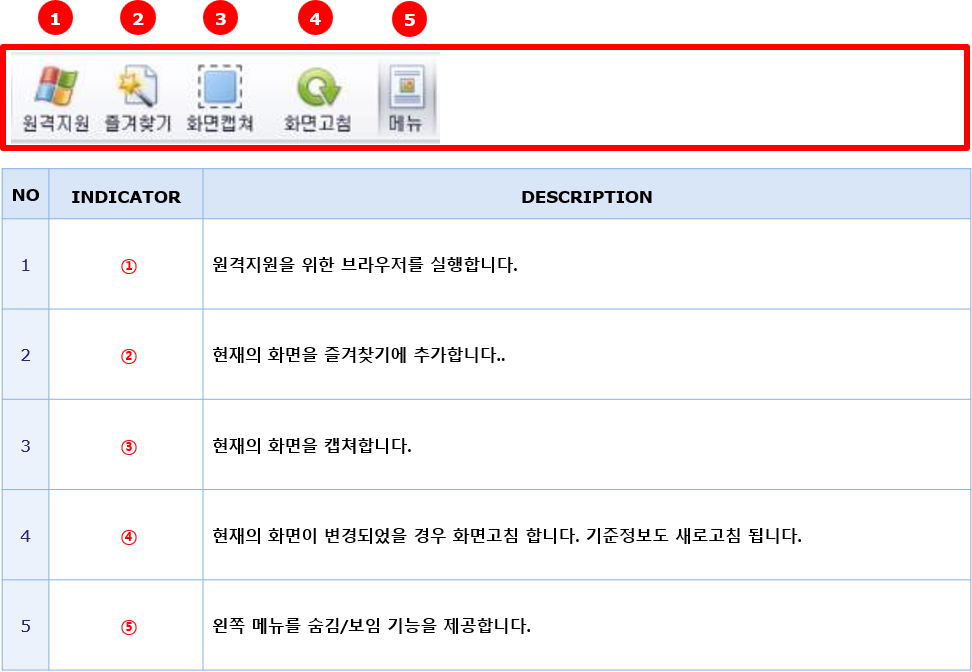 1 2 3 4 5
원격지원 즐겨찾기 화면캡쳐 화면고침 메뉴
NO INDICATOR DESCRIPTION
1 ① 원격지원을 위한 브라우저를 실행합니다.
2 ② 현재의 화면을 즐겨찾기에 추가합니다..
3 ③ 현재의 화면을 캡쳐합니다.
4 ④ 현재의 화면이 변경되었을 경우 화면고침 합니다. 기준정보도 새로고침 됩니다.
5 ⑤ 왼쪽 메뉴를 숨김/보임 기능을 제공합니다.